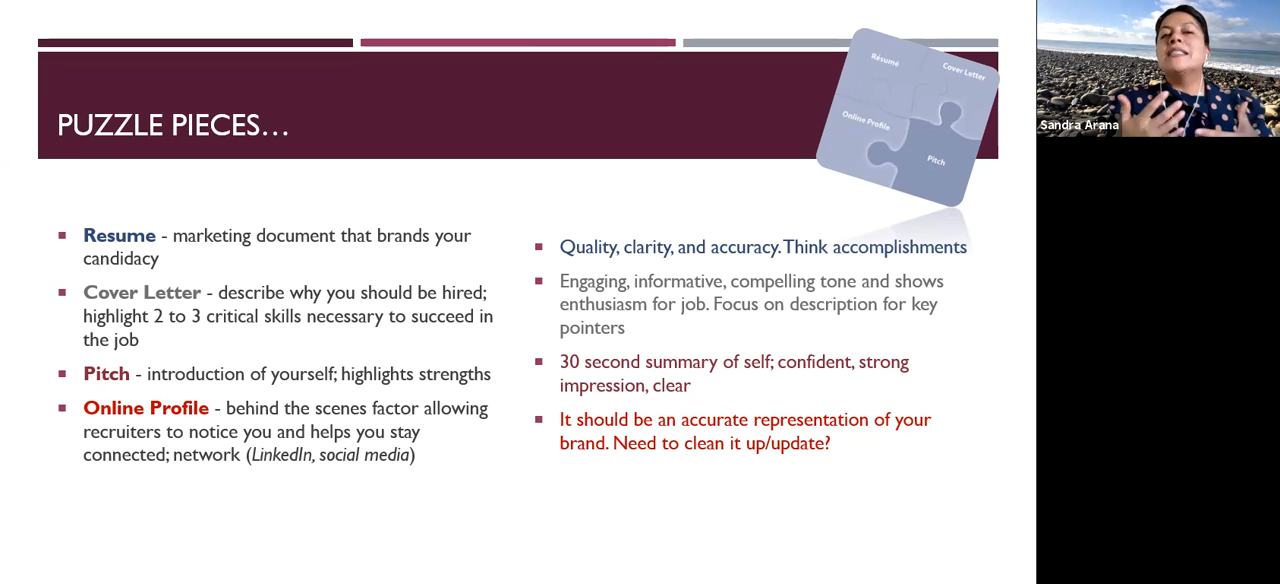 PUZZLE PIECES...
Résumé
Cover Letter
Online Profile
Pitch
Resume - marketing document that brands your
candidacy
Cover Letter - describe why you should be hired;
highlight 2 to 3 critical skills necessary to succeed in
the job
Pitch - introduction of yourself; highlights strengths
Online Profile - behind the scenes factor allowing
recruiters to notice you and helps you stay
connected; network (LinkedIn, social media)
Quality, clarity, and accuracy. Think accomplishments
Engaging, informative, compelling tone and shows
enthusiasm for job. Focus on description for key
pointers
30 second summary of self; confident, strong
impression, clear
It should be an accurate representation of your
brand. Need to clean it up/update?
Sandra Arana